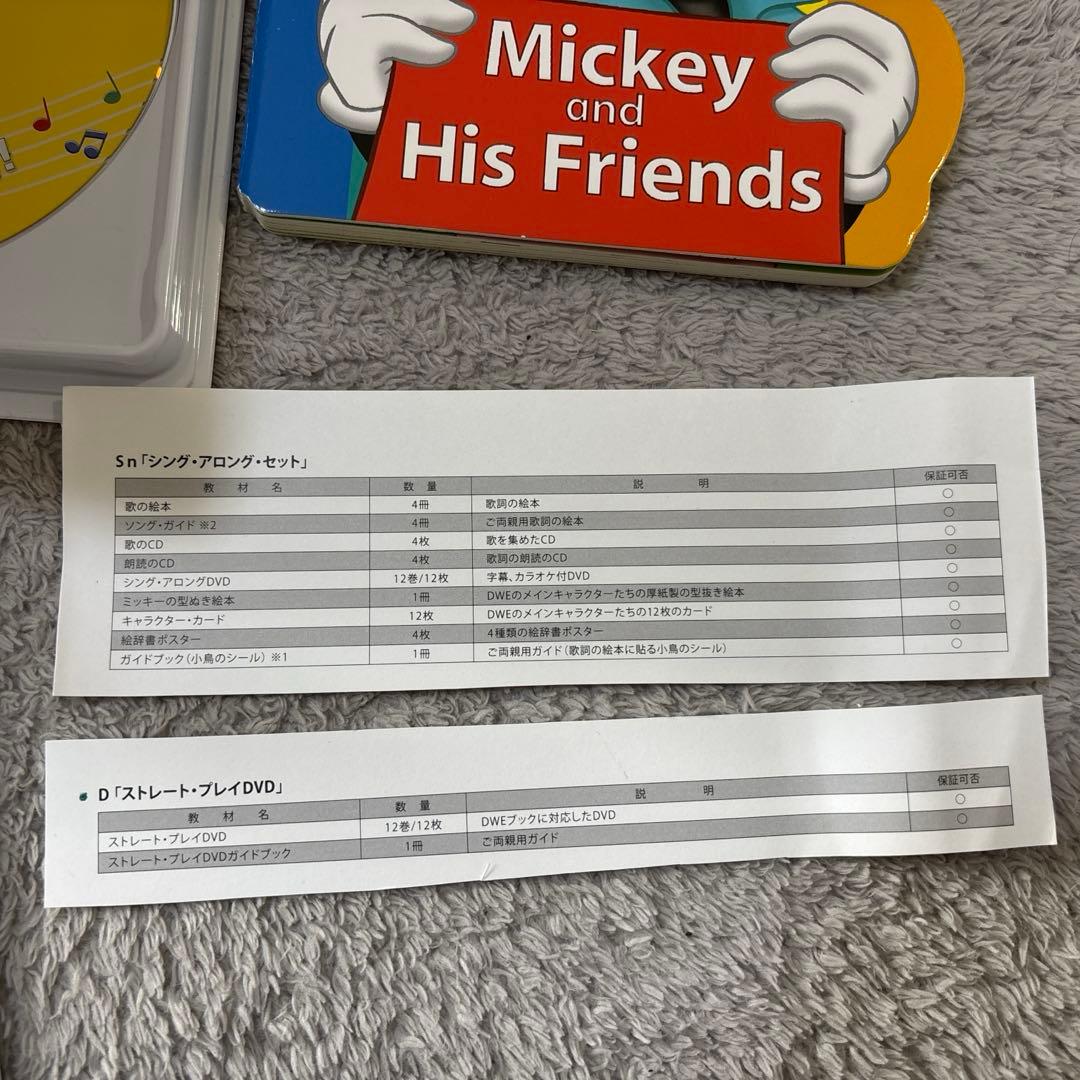 !
Mickey
and
His Friends
Sn「シング・アロング・セット」
教材名 数量 説明 保証可否
歌の絵本 4冊 歌詞の絵本 ○
ソング・ガイド ※2 4冊 ご両親用歌詞の絵本 ○
歌のCD 4枚 歌を集めたCD ○
朗読のCD 4枚 歌詞の朗読のCD ○
シング・アロングDVD 12巻/12枚 字幕、カラオケ付DVD ○
ミッキーの型ぬき絵本 1冊 DWEのメインキャラクターたちの厚紙製の型抜き絵本 ○
キャラクター・カード 12枚 DWEのメインキャラクターたちの12枚のカード ○
絵辞書ポスター 4枚 4種類の絵辞書ポスター ○
ガイドブック(小鳥のシール) ※1 1冊 ご両親用ガイド(歌詞の絵本に貼る小鳥のシール) ○
D「ストレート・プレイDVD」
教材名 数量 説明 保証可否
ストレート・プレイDVD 12巻/12枚 DWEブックに対応したDVD ○
ストレート・プレイDVDガイドブック 1冊 ご両親用ガイド ○